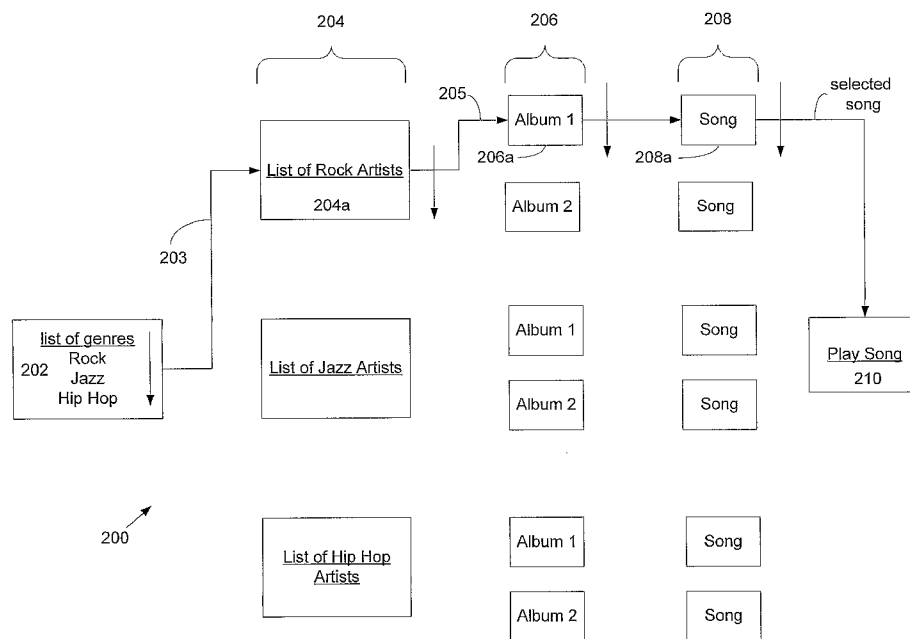 204
206
208
205
selected
song
Album 1
Song
206a
208a
List of Rock Artists
204a
Album 2
Song
203
list of genres
202
Rock
Jazz
Hip Hop
List of Jazz Artists
Album 1
Song
Album 2
Song
Play Song
210
200
List of Hip Hop
Artists
Album 1
Song
Album 2
Song